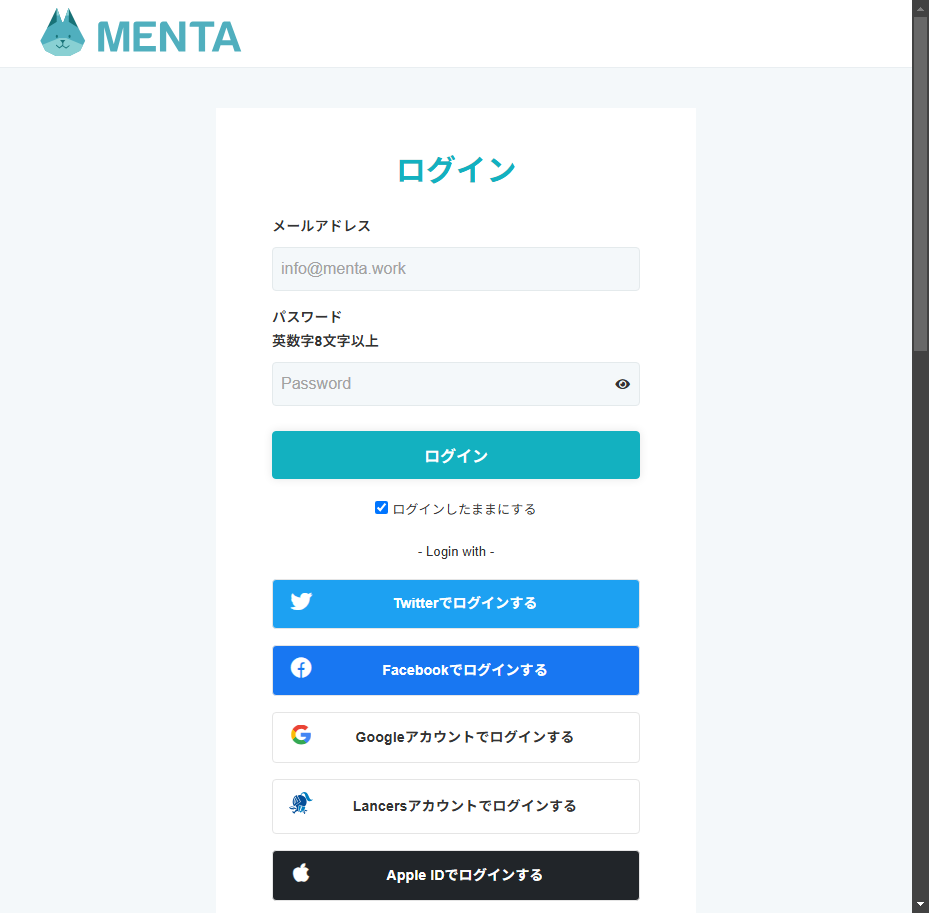 MENTA
ログイン
メールアドレス
info@menta.work
パスワード
英数字8文字以上
Password
ログイン
ログインしたままにする
- Login with -
Twitterでログインする
Facebookでログインする
Googleアカウントでログインする
Lancersアカウントでログインする
Apple IDでログインする